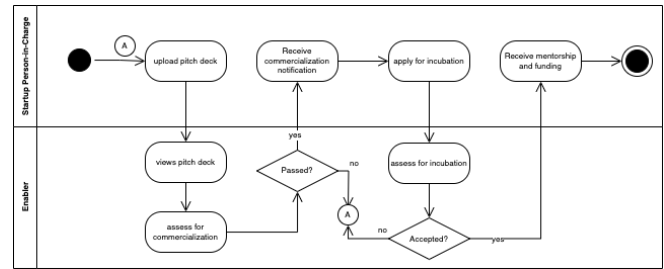 Startup Person-in-Charge
A
upload pitch deck
Receive
commercialization
notification
apply for incubation
Receive mentorship
and funding
Enabler
yes
views pitch deck
Passed?
no
assess for incubation
assess for
commercialization
A
no
Accepted?
yes